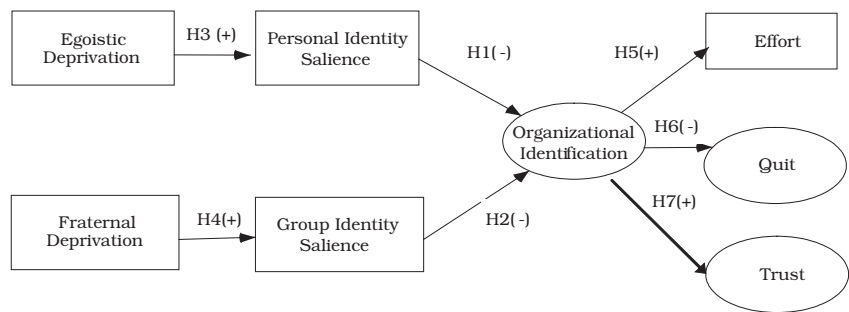 Egoistic
Deprivation
H3 (+)
Personal Identity
Salience
H1(-)
H5(+)
Effort
Organizational
Identification
H6(-)
Quit
Fraternal
Deprivation
H4(+)
Group Identity
Salience
H2(-)
H7(+)
Trust